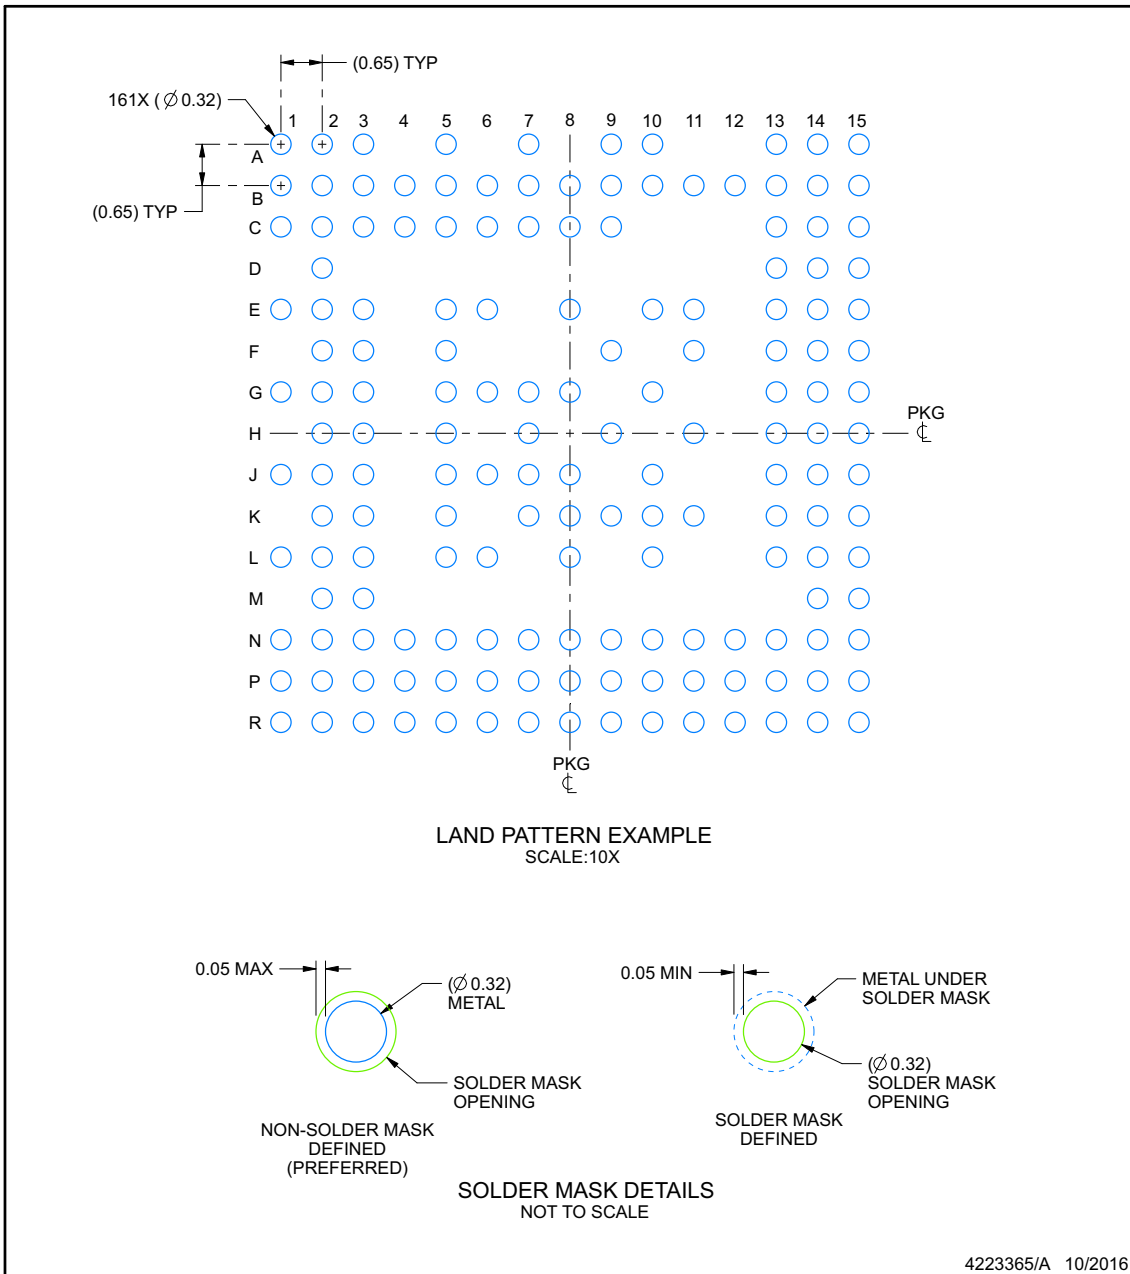 (0.65) TYP
161X ( ∅ 0.32)
1 2 3 4 5 6 7 8 9 10 11 12 13 14 15
A
B
(0.65) TYP
C
D
E
F
G
PKG
H
℄
J
K
L
M
N
P
R
PKG
℄
LAND PATTERN EXAMPLE
SCALE:10X
0.05 MAX
(∅ 0.32)
METAL
SOLDER MASK
OPENING
NON-SOLDER MASK
DEFINED
(PREFERRED)
0.05 MIN
METAL UNDER
SOLDER MASK
(∅ 0.32)
SOLDER MASK
OPENING
SOLDER MASK
DEFINED
SOLDER MASK DETAILS
NOT TO SCALE
4223365/A 10/2016